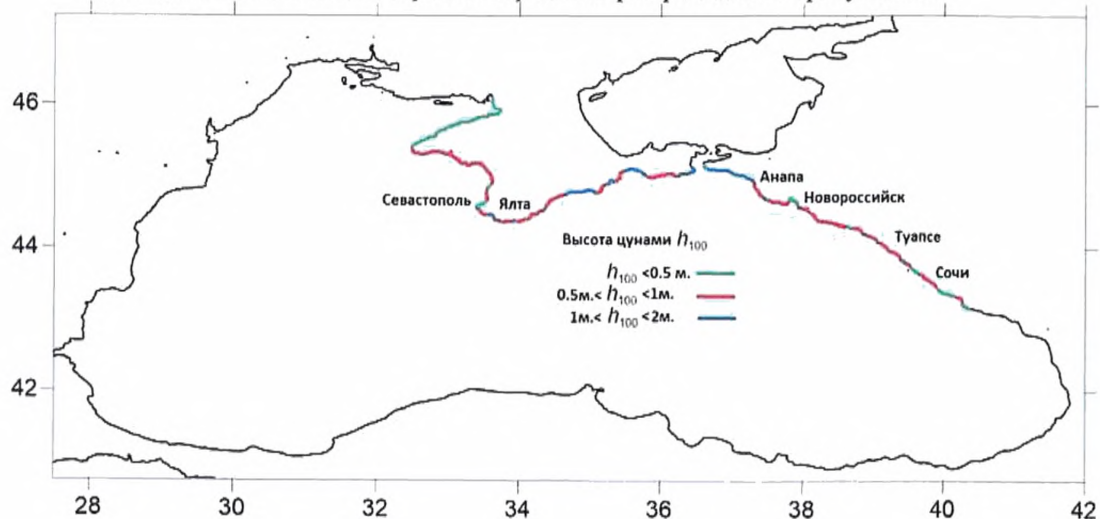 46
44
42
Анапа
Новороссийск
Севастополь
Ялта
Туапсе
Сочи
Высота цунами h₁₀₀
h₁₀₀ <0.5 м.
0.5м.< h₁₀₀ <1м.
1м.< h₁₀₀ <2м.
28 30 32 34 36 38 40 42